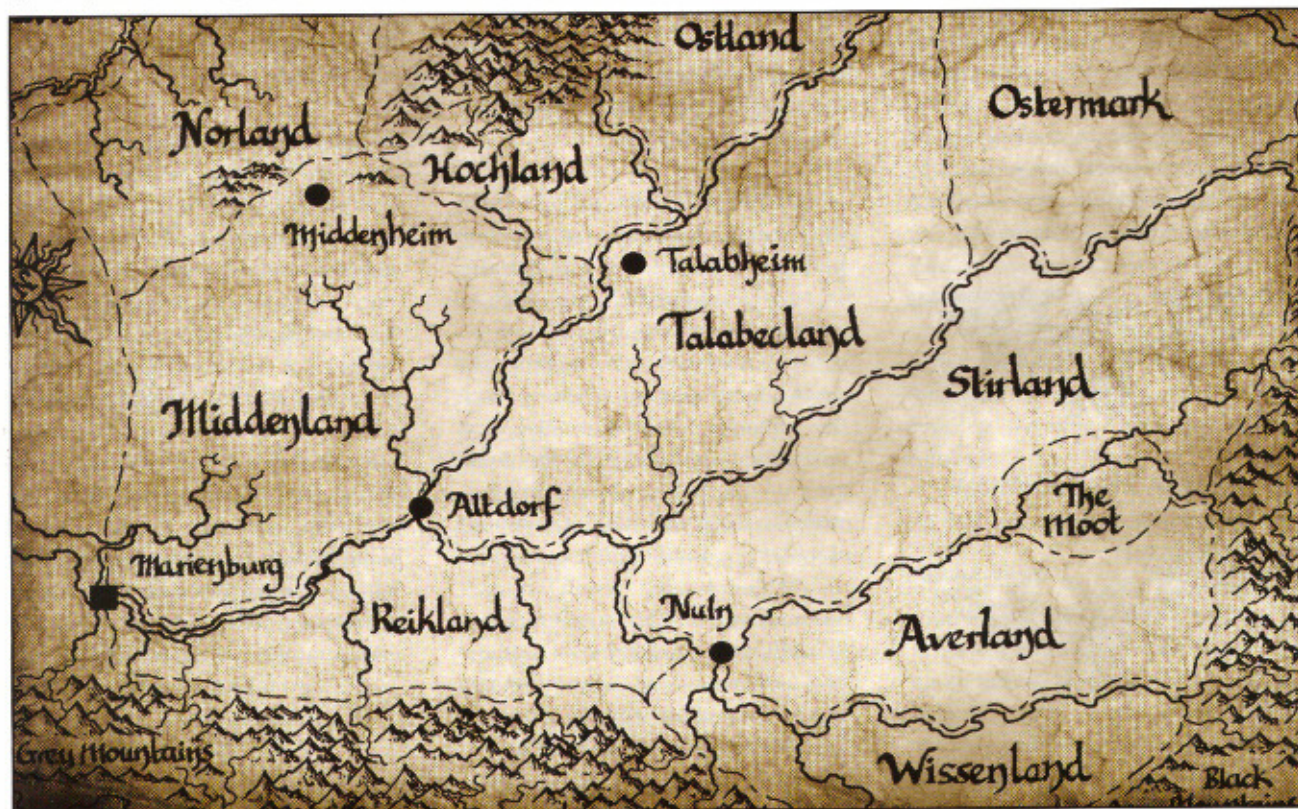 Ostland
Ostermark
Norland
Hochland
Middenheim
Talabheim
Talabecland
Stirland
Middenland
Altdorf
The
Moot
Marienburg
Reikland
Nuln
Averland
Grey Mountains
Wissenland
Black